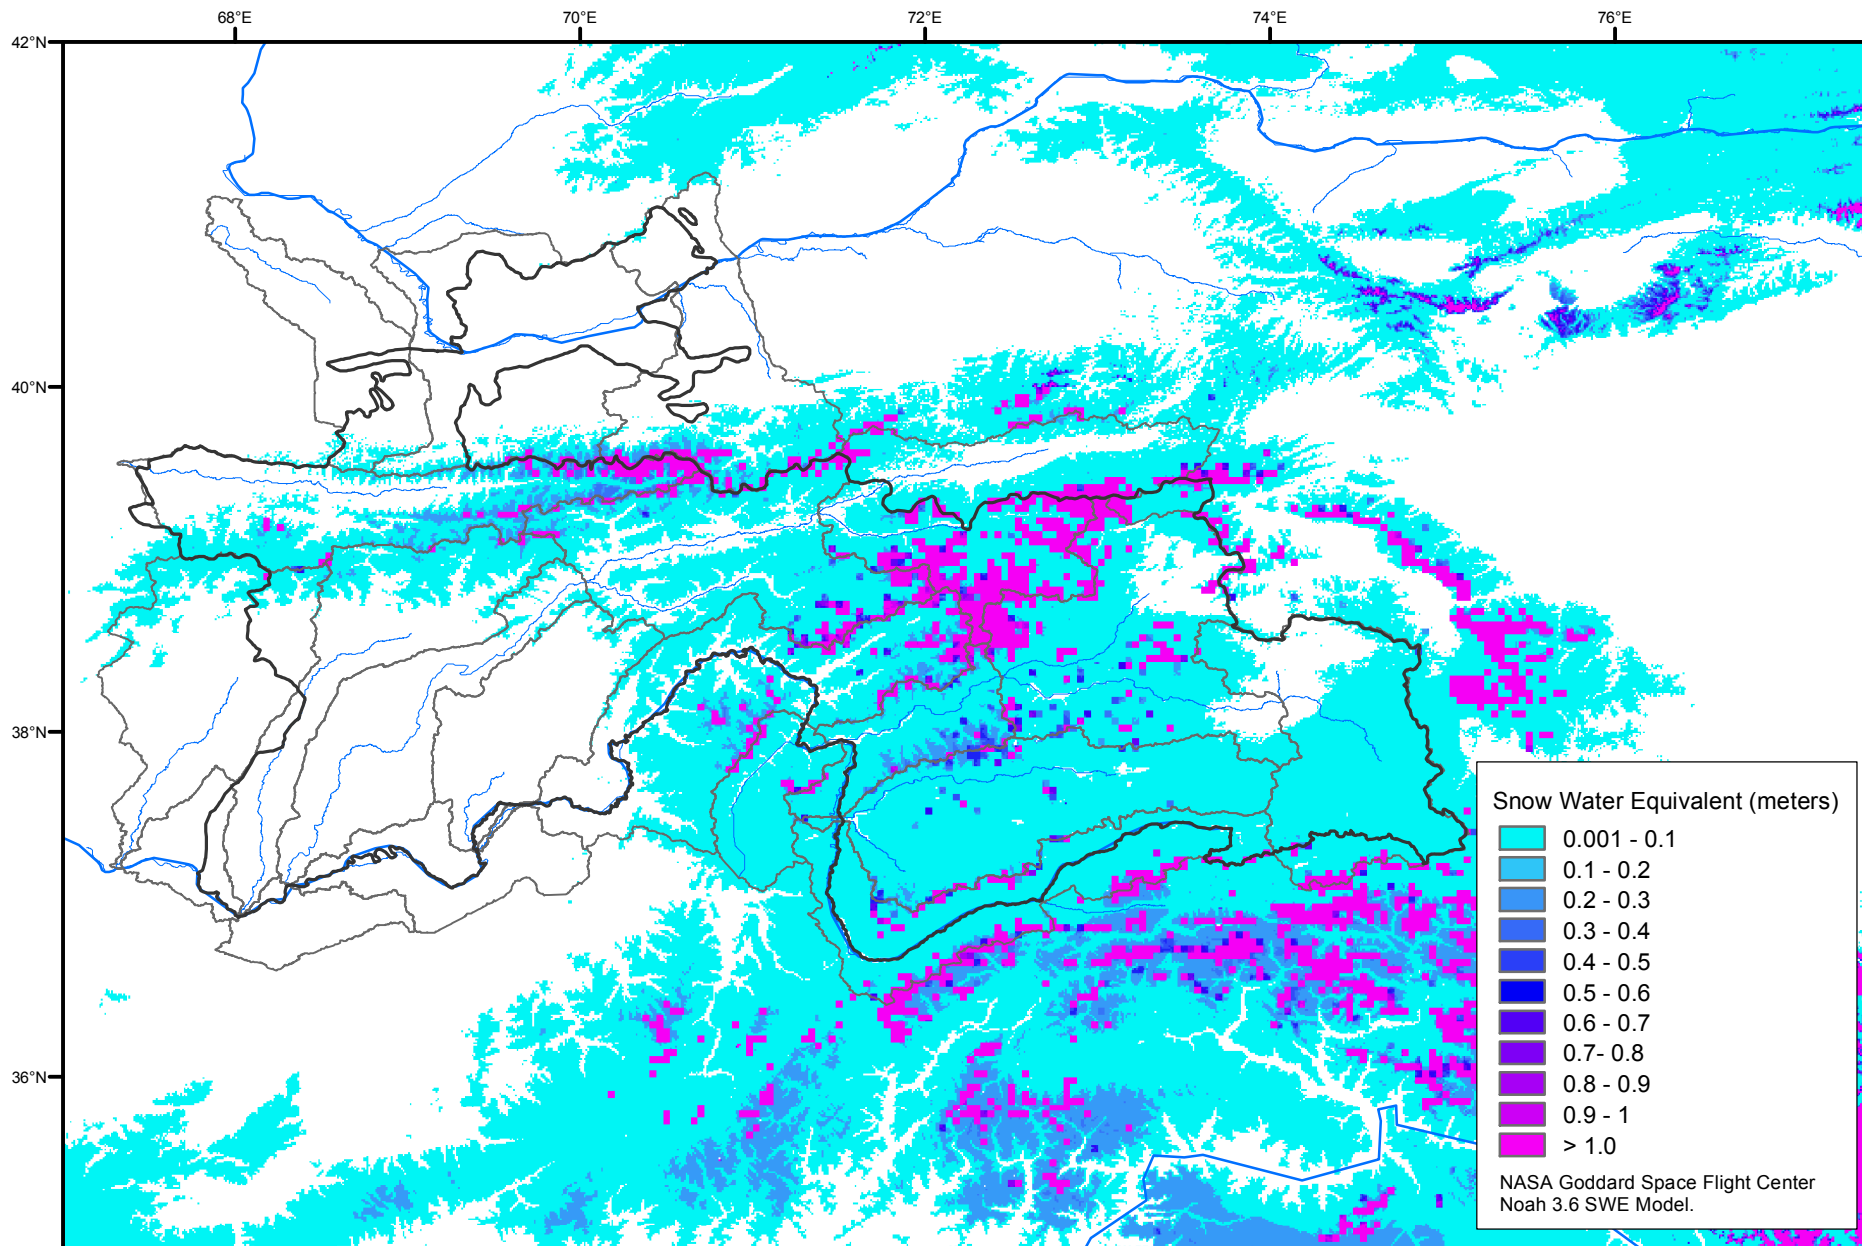 68°E 70°E 72°E 74°E 76°E
42°N
40°N
38°N
36°N
Snow Water Equivalent (meters)
0.001 - 0.1
0.1 - 0.2
0.2 - 0.3
0.3 - 0.4
0.4 - 0.5
0.5 - 0.6
0.6 - 0.7
0.7- 0.8
0.8 - 0.9
0.9 - 1
> 1.0
NASA Goddard Space Flight Center
Noah 3.6 SWE Model.